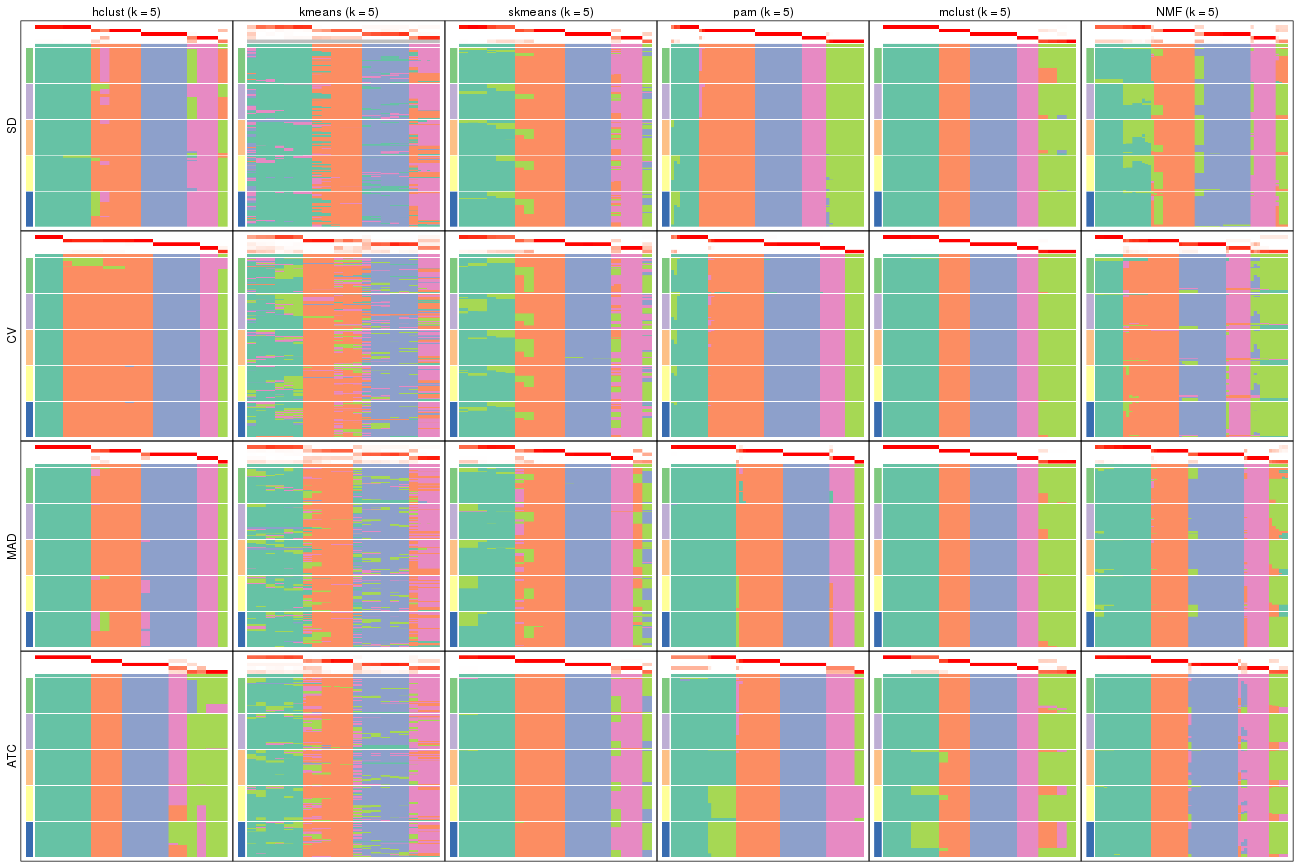 hclust (k = 5) kmeans (k = 5) skmeans (k = 5) pam (k = 5) mclust (k = 5) NMF (k = 5)
SD
CV
MAD
ATC